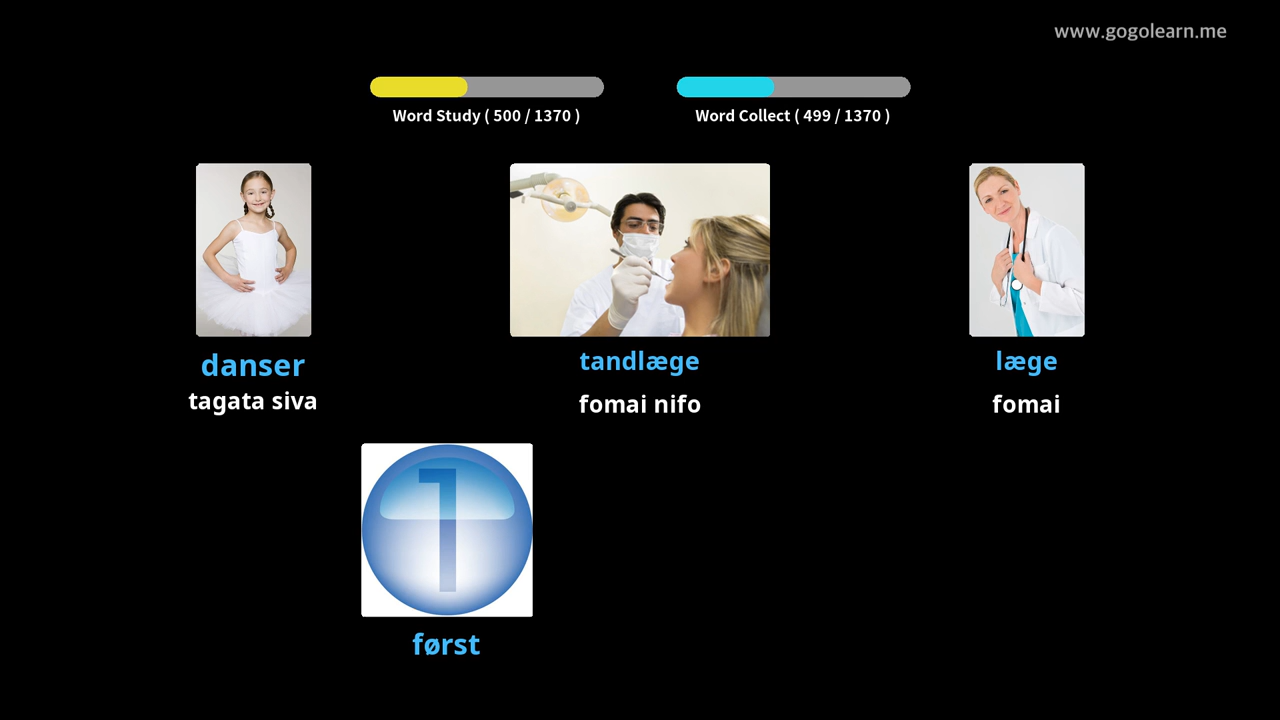 www.gogolearn.me
Word Study ( 500 / 1370 )
Word Collect ( 499 / 1370 )
danser
tagata siva
tandlæge
fomai nifo
læge
fomai
1
først